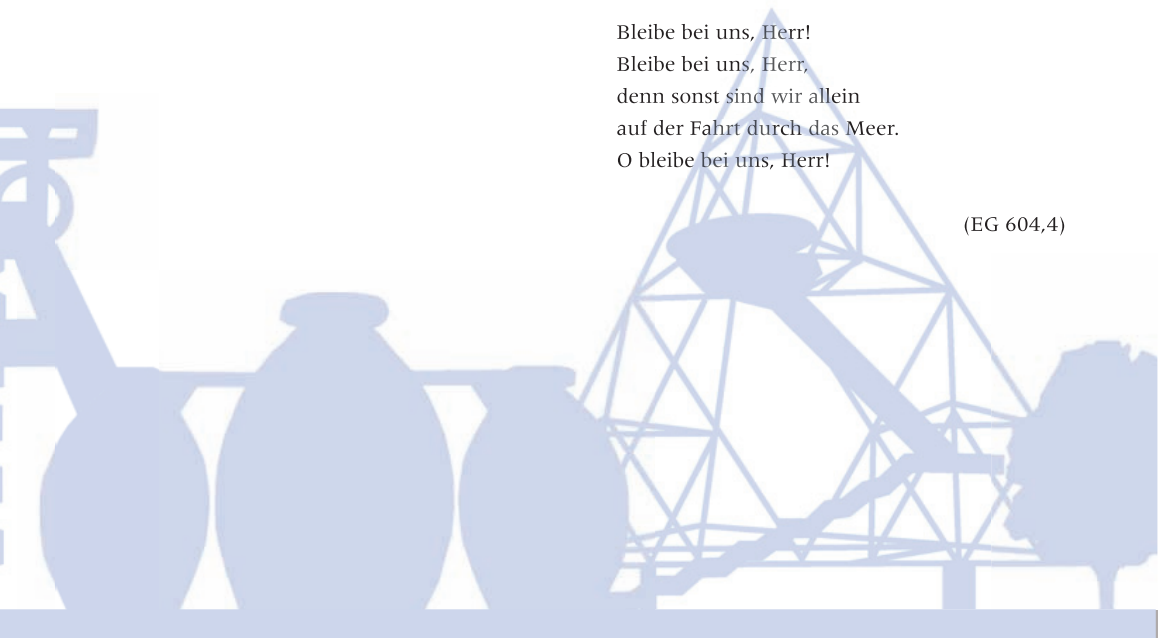 Bleibe bei uns, Herr!
Bleibe bei uns, Herr,
denn sonst sind wir allein
auf der Fahrt durch das Meer.
O bleibe bei uns, Herr!
(EG 604,4)